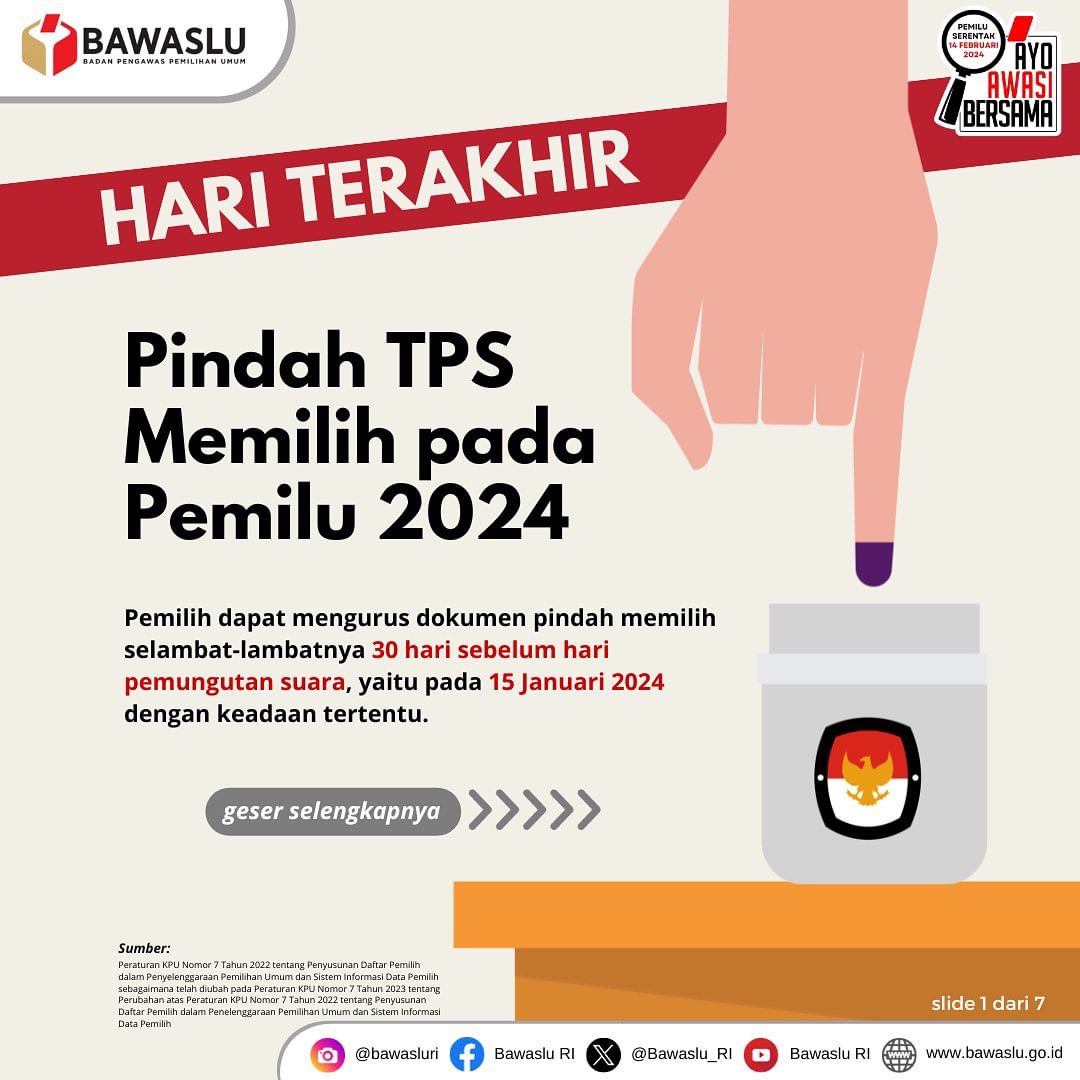 BAWASLU
BADAN PENGAWAS PEMILIHAN UMUM
PEMILU
SERENTAK
14 FEBRUARI
2024
AYO
AWASI
BERSAMA
HARI TERAKHIR
Pindah TPS
Memilih pada
Pemilu 2024
Pemilih dapat mengurus dokumen pindah memilih
selambat-lambatnya 30 hari sebelum hari
pemungutan suara, yaitu pada 15 Januari 2024
dengan keadaan tertentu.
geser selengkapnya
Sumber:
Peraturan KPU Nomor 7 Tahun 2022 tentang Penyusunan Daftar Pemilih
dalam Penyelenggaraan Pemilihan Umum dan Sistem Informasi Data Pemilih
sebagaimana telah diubah pada Peraturan KPU Nomor 7 Tahun 2023 tentang
Perubahan atas Peraturan KPU Nomor 7 Tahun 2022 tentang Penyusunan
Daftar Pemilih dalam Penelenggaraan Pemilihan Umum dan Sistem Informasi
Data Pemilih
slide 1 dari 7
@bawasluri
Bawaslu RI
@Bawaslu_RI
Bawaslu RI
www.bawaslu.go.id